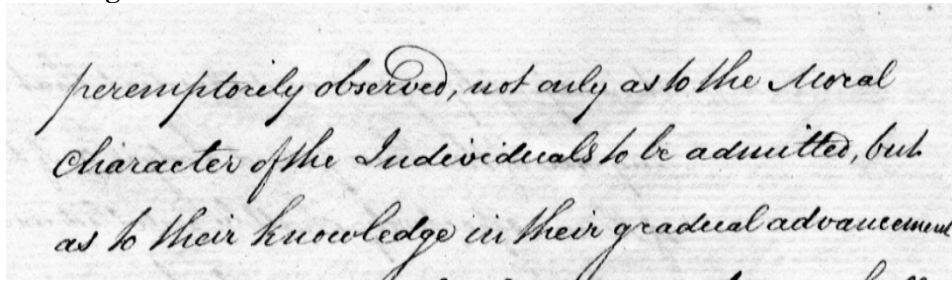 peremptorily observed, not only as to the Moral
Character of the Individuals to be admitted, but
as to their knowledge in their gradual advancement